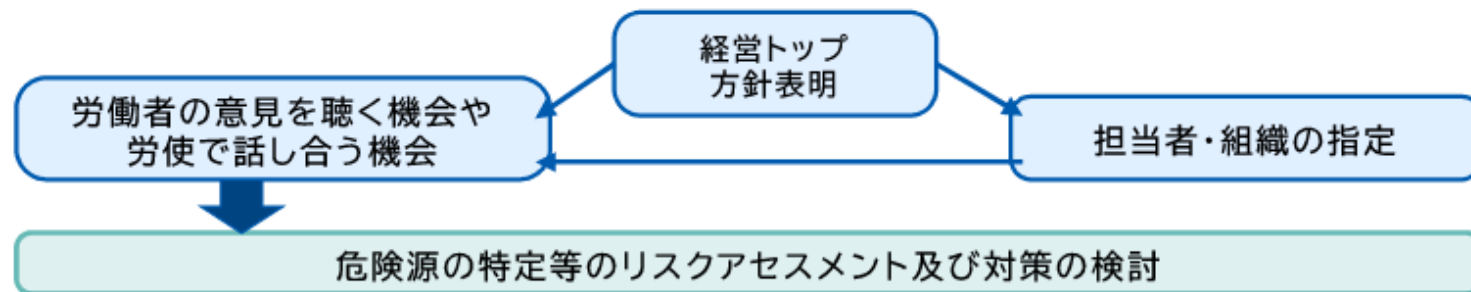 経営トップ
方針表明
労働者の意見を聴く機会や
労使で話し合う機会
担当者・組織の指定
危険源の特定等のリスクアセスメント及び対策の検討